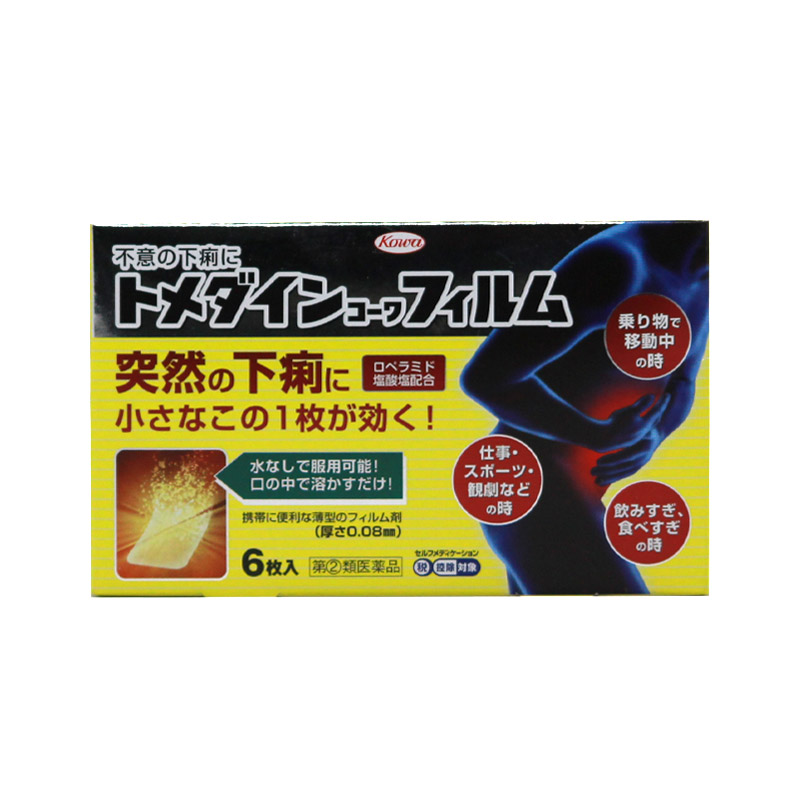 Kowa
不意の下痢に
トメダインコーワフィルム
突然の下痢に
ロペラミド
塩酸塩配合
小さなこの1枚が効く!
水なしで服用可能!
口の中で溶かすだけ!
携帯に便利な薄型のフィルム剤
(厚さ0.08㎜)
6枚入
指②類医薬品
セルフメディケーション
税控除対象
乗り物で
移動中
の時
仕事・
スポーツ・
観劇など
の時
飲みすぎ、
食べすぎ
の時